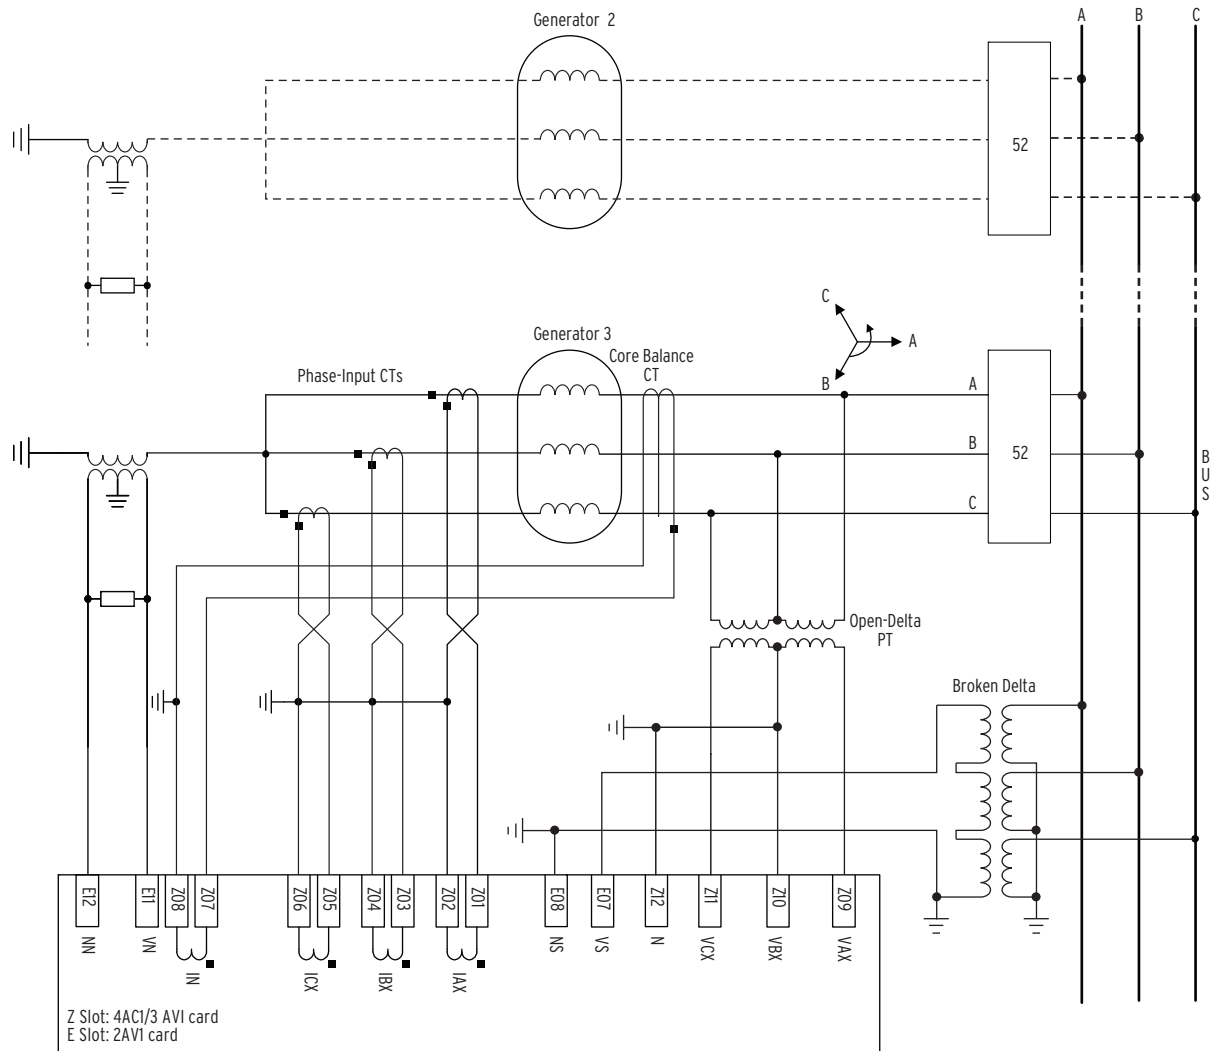 Generator 2
A
B
C
52
Generator 3
Core Balance
CT
Phase-Input CTs
C
A
B
A
B
C
52
BUS
Open-Delta
PT
Broken Delta
E12
E11
Z08
Z07
Z06
Z05
Z04
Z03
Z02
Z01
E08
E07
Z12
Z11
Z10
Z09
NN
VN
IN
ICX
IBX
IAX
NS
VS
N
VCX
VBX
VAX
Z Slot: 4AC1/3 AVI card
E Slot: 2AV1 card